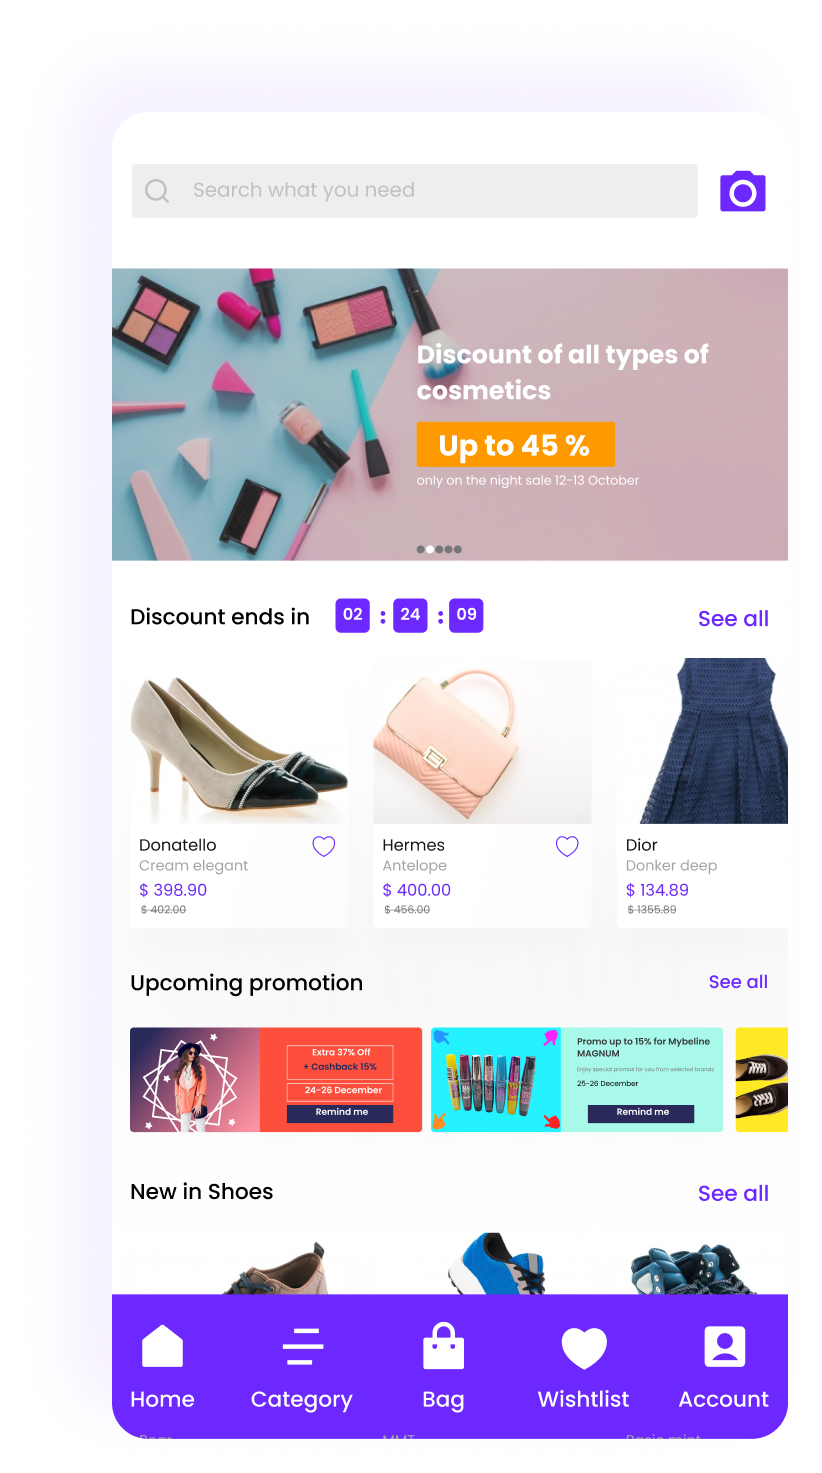 Search what you need
Discount of all types of
cosmetics
Up to 45 %
only on the night sale 12-13 October
Discount ends in 02 : 24 : 09 See all
Donatello
Cream elegant
$ 398.90
$ 402.00
Hermes
Antelope
$ 400.00
$ 456.00
Dior
Donker deep
$ 134.89
$ 1355.89
Upcoming promotion See all
Extra 37% Off
+ Cashback 15%
24-26 December
Remind me
Promo up to 15% for Mybeline
MAGNUM
Enjoy special promos for you from selected brands
25-26 December
Remind me
New in Shoes See all
Home Category Bag Wishtlist Account